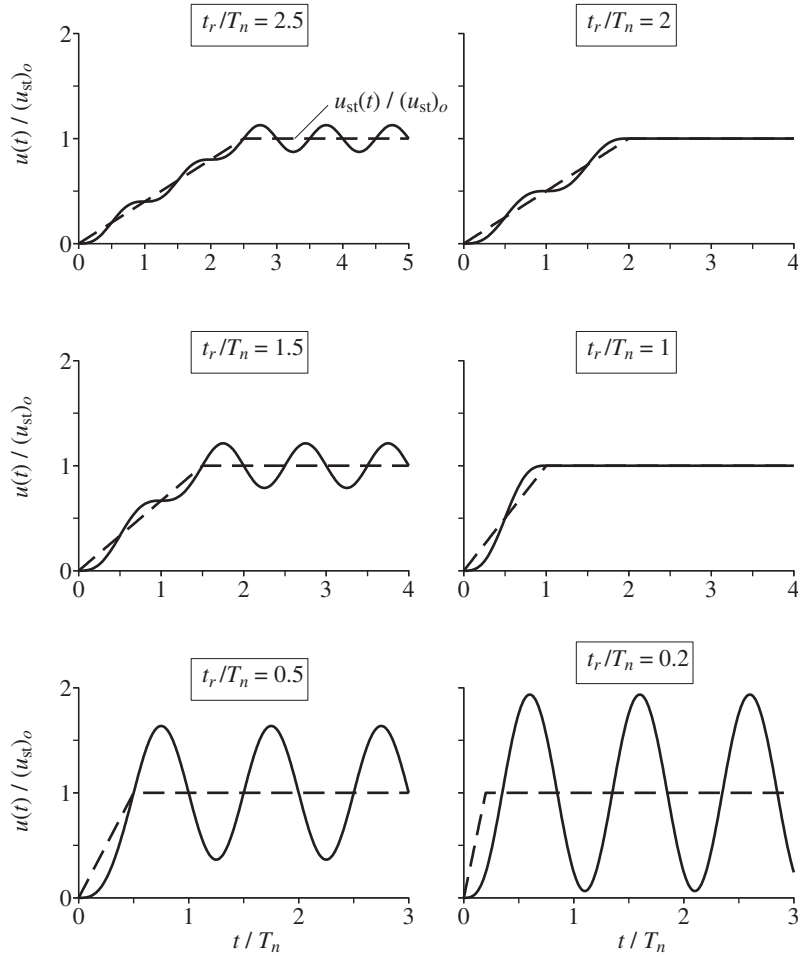 t_r / T_n = 2.5
t_r / T_n = 2
2
1
0
u(t) / (u_st)_o
u_st(t) / (u_st)_o
0 1 2 3 4 5
0 1 2 3 4
t_r / T_n = 1.5
t_r / T_n = 1
2
1
0
u(t) / (u_st)_o
0 1 2 3 4
0 1 2 3 4
t_r / T_n = 0.5
t_r / T_n = 0.2
2
1
0
u(t) / (u_st)_o
0 1 2 3
0 1 2 3
t / T_n
t / T_n